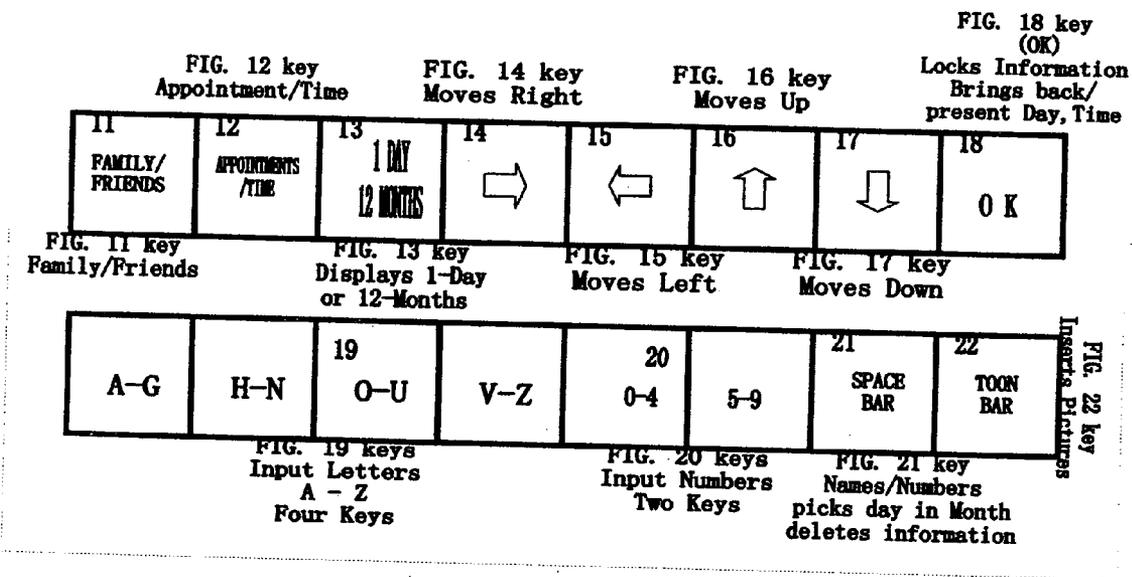 FIG. 18 key
(OK)
Locks Information
Brings back/
present Day, Time
FIG. 12 key
Appointment/Time
FIG. 14 key
Moves Right
FIG. 16 key
Moves Up
11
FAMILY/
FRIENDS
12
APPOINTMENTS
/TIME
13
1 DAY
12 MONTHS
14
15
16
17
18
O K
FIG. 11 key
Family/Friends
FIG. 13 key
Displays 1-Day
or 12-Months
FIG. 15 key
Moves Left
FIG. 17 key
Moves Down
A-G
H-N
19
O-U
V-Z
20
0-4
5-9
21
SPACE
BAR
22
TOON
BAR
FIG. 22 key
Inserts Pictures
FIG. 19 keys
Input Letters
A - Z
Four Keys
FIG. 20 keys
Input Numbers
Two Keys
FIG. 21 key
Names/Numbers
picks day in Month
deletes information